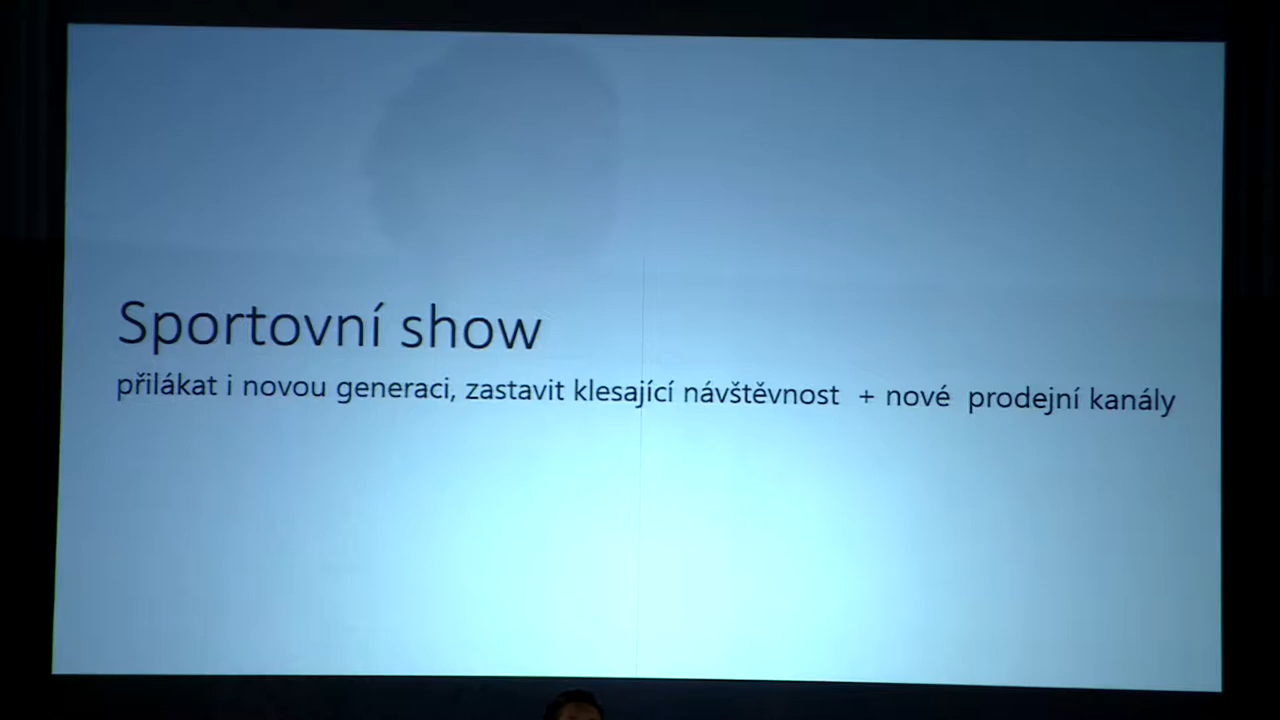 Sportovní show
přilákat i novou generaci, zastavit klesající návštěvnost + nové prodejní kanály